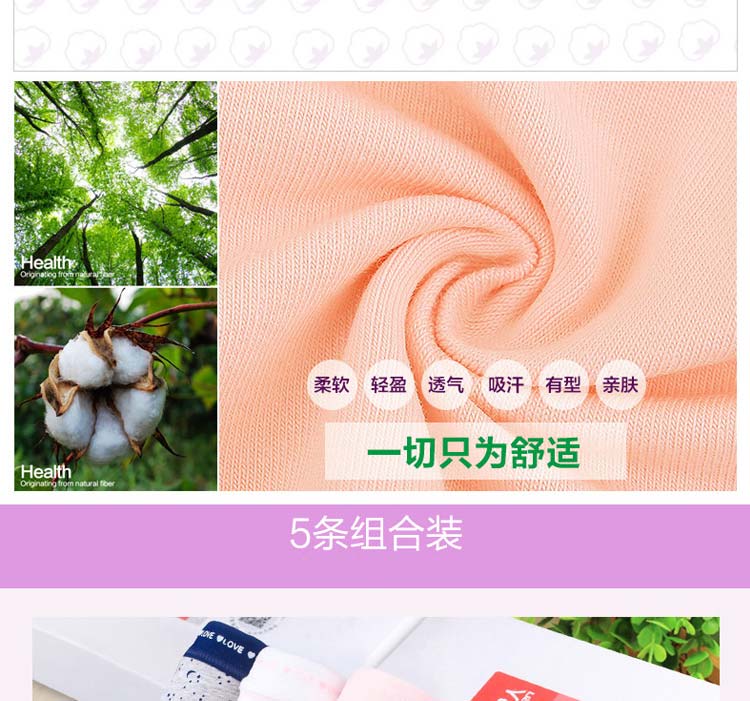 Health
Originating from natural fiber
Health
Originating from natural fiber
柔软 轻盈 透气 吸汗 有型 亲肤
一切只为舒适
5条组合装
LOVE LOVE